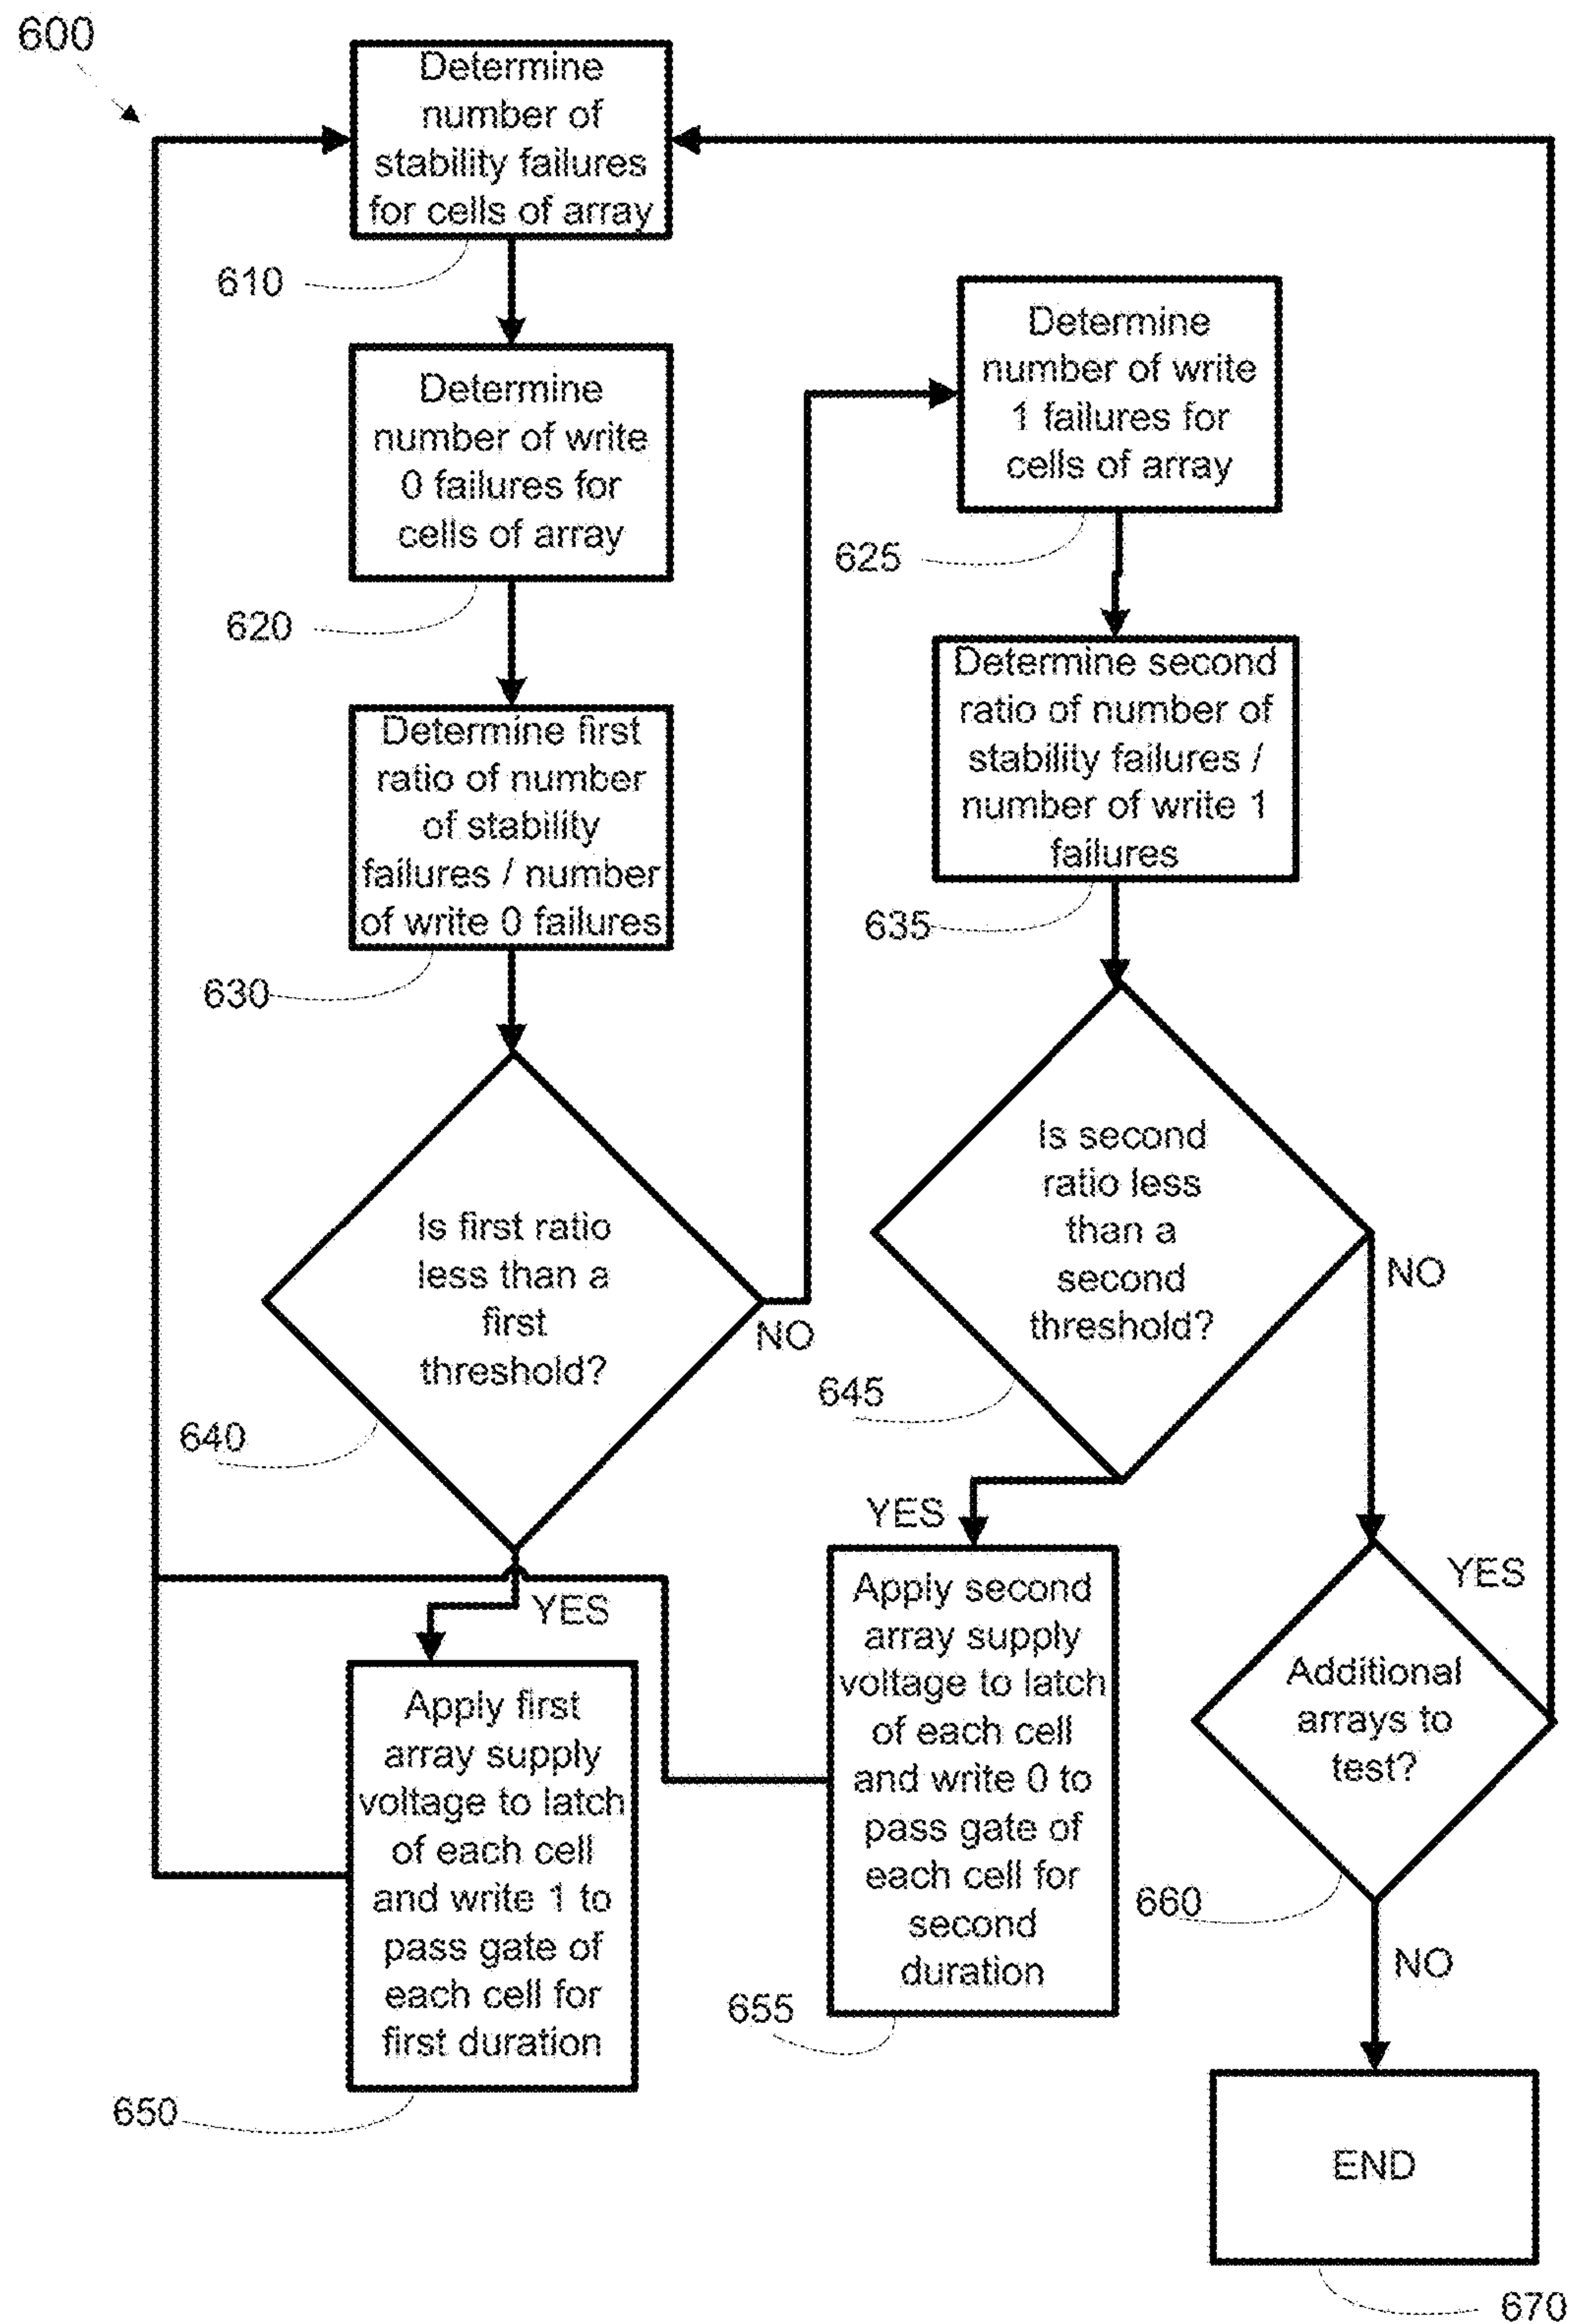 600
Determine
number of
stability failures
for cells of array
610
Determine
number of write
0 failures for
cells of array
620
Determine first
ratio of number
of stability
failures / number
of write 0 failures
630
Is first ratio
less than a
first
threshold?
NO
640
YES
Apply first
array supply
voltage to latch
of each cell
and write 1 to
pass gate of
each cell for
first duration
650
Determine
number of write
1 failures for
cells of array
625
Determine second
ratio of number of
stability failures /
number of write 1
failures
635
Is second
ratio less
than a
second
threshold?
NO
645
YES
Apply second
array supply
voltage to latch
of each cell
and write 0 to
pass gate of
each cell for
second
duration
655
YES
Additional
arrays to
test?
660
NO
END
670